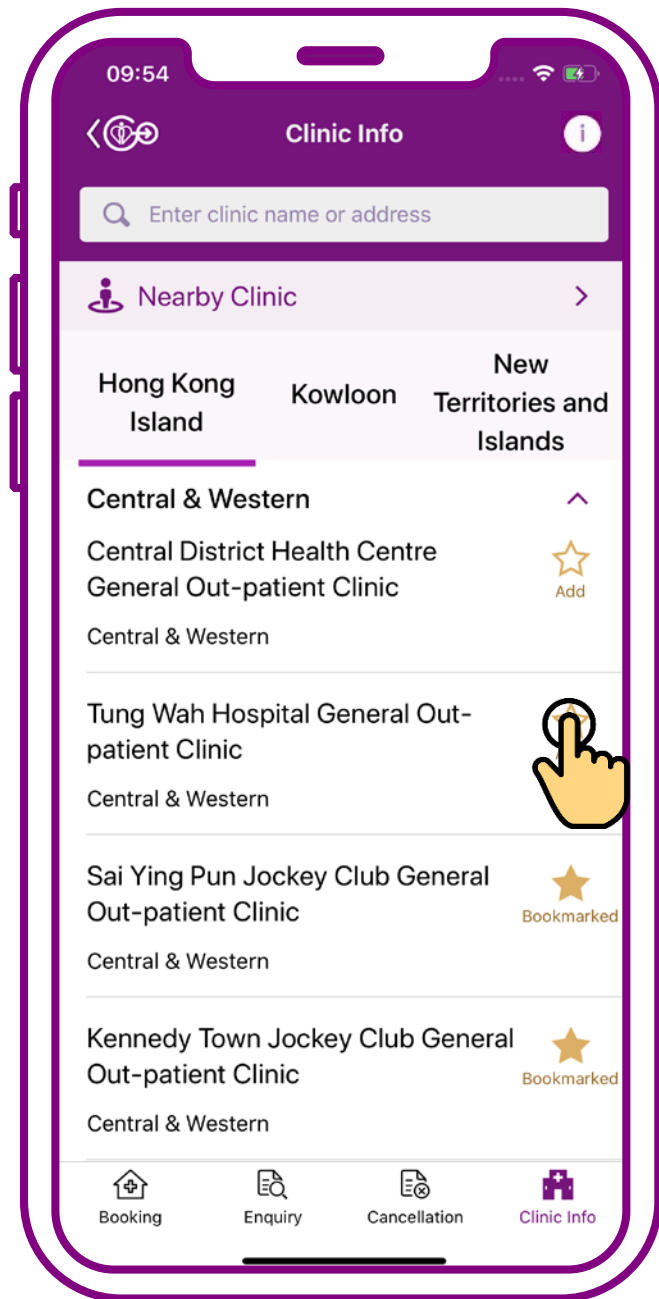 09:54
Clinic Info
i
Enter clinic name or address
Nearby Clinic
Hong Kong
Island
Kowloon
New
Territories and
Islands
Central & Western
Central District Health Centre
General Out-patient Clinic
Add
Central & Western
Tung Wah Hospital General Out-
patient Clinic
Central & Western
Sai Ying Pun Jockey Club General
Out-patient Clinic
Bookmarked
Central & Western
Kennedy Town Jockey Club General
Out-patient Clinic
Bookmarked
Central & Western
Booking
Enquiry
Cancellation
Clinic Info